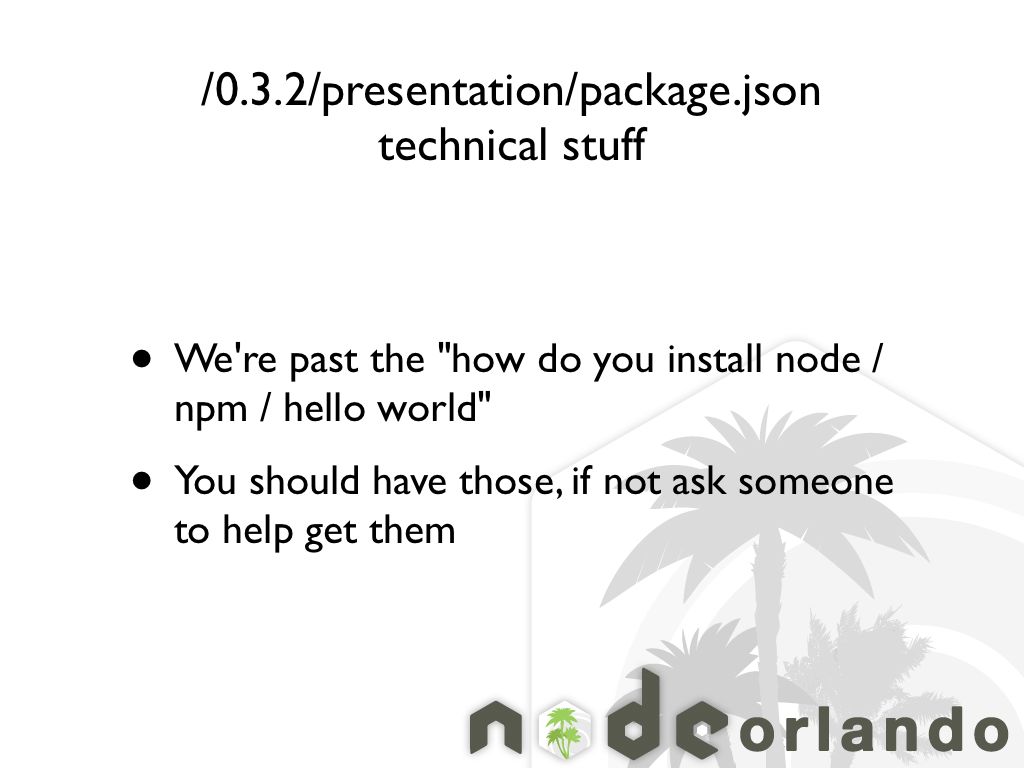 /0.3.2/presentation/package.json
technical stuff
• We're past the "how do you install node /
npm / hello world"
• You should have those, if not ask someone
to help get them
node orlando